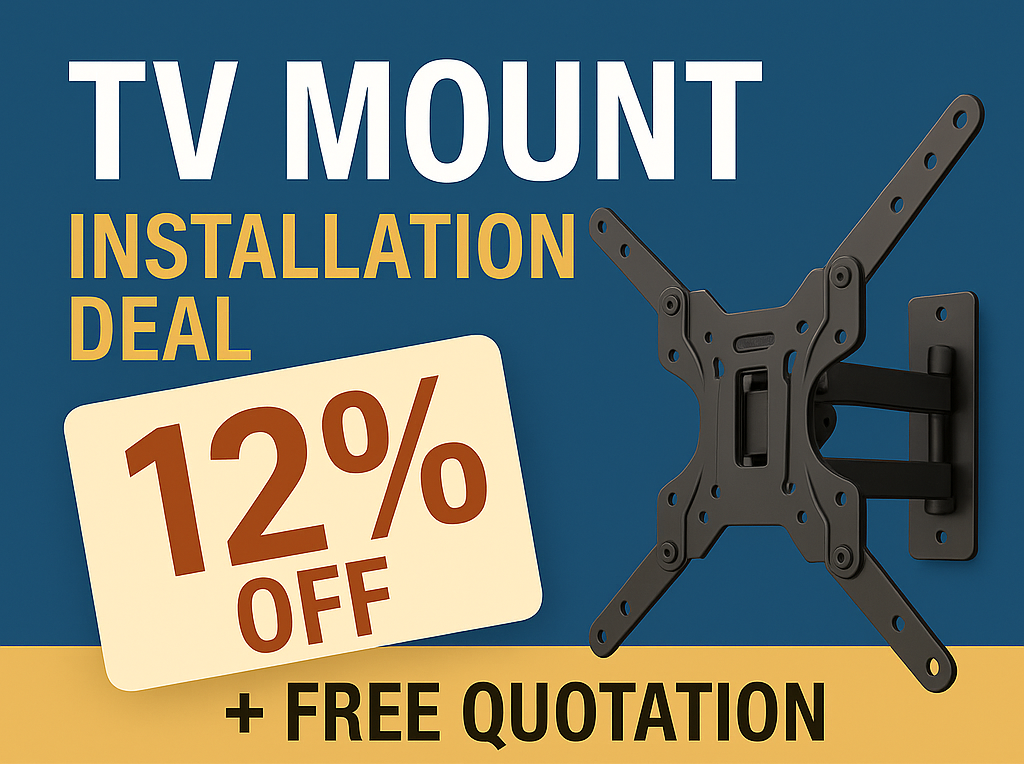 TV MOUNT
INSTALLATION
DEAL
12%
OFF
+ FREE QUOTATION